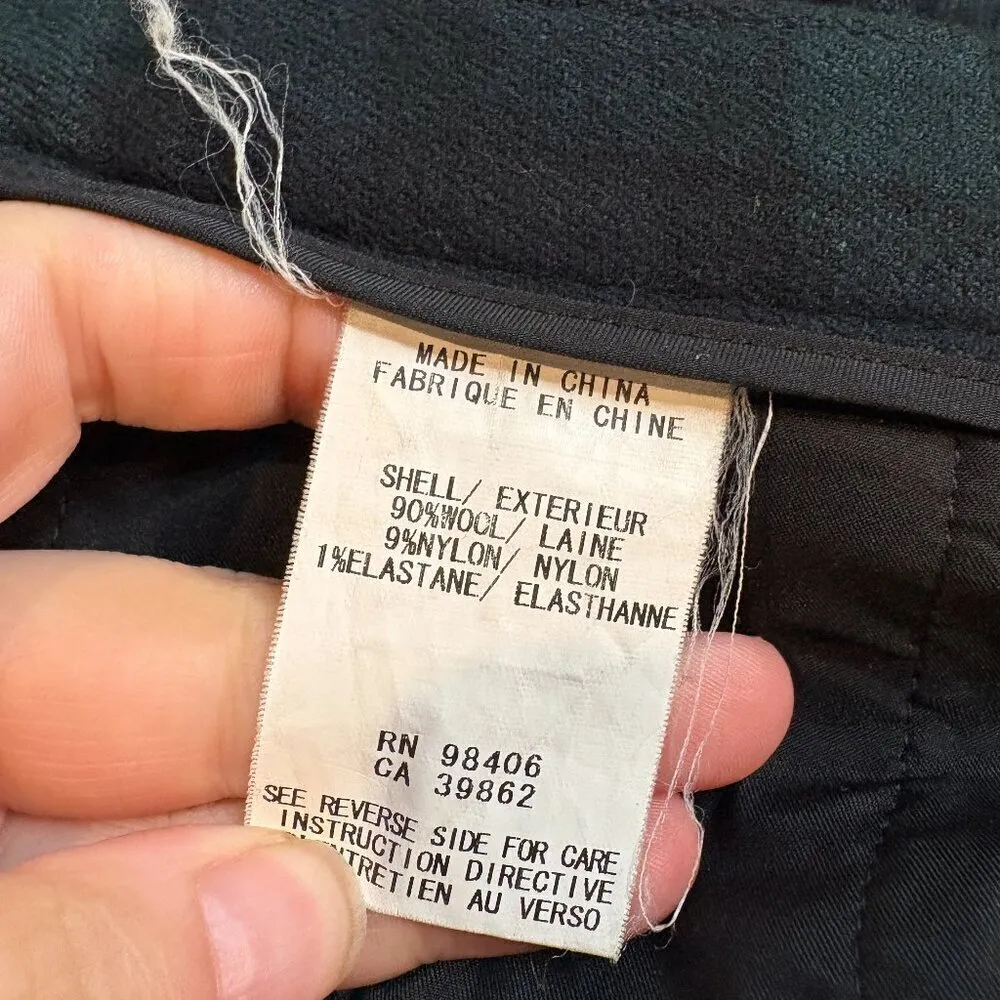 MADE IN CHINA
FABRIQUE EN CHINE
SHELL/ EXTERIEUR
90%WOOL/ LAINE
9%NYLON/ NYLON
1%ELASTANE/ ELASTHANNE
RN 98406
CA 39862
SEE REVERSE SIDE FOR CARE
INSTRUCTION DIRECTIVE
AU VERSO